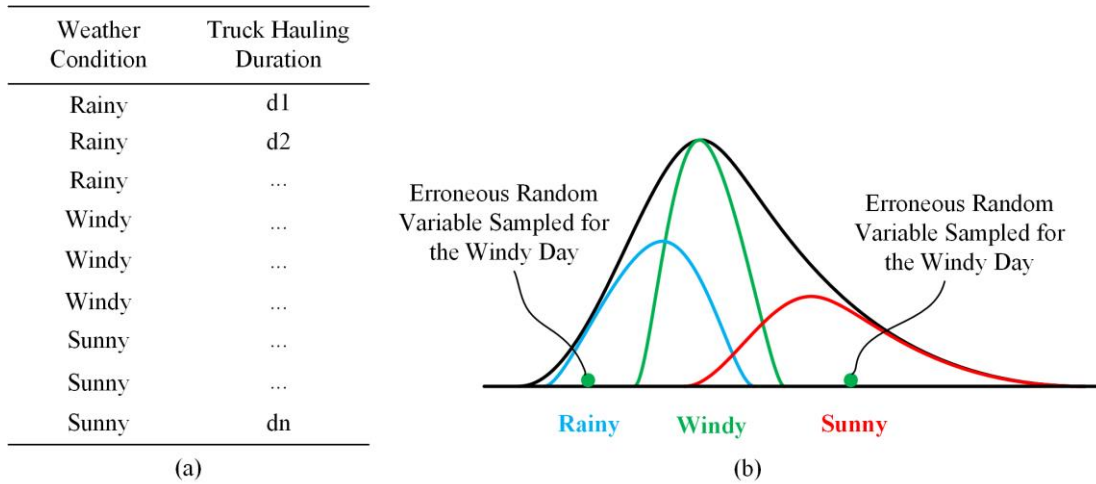 Weather Condition	Truck Hauling Duration
Rainy	d1
Rainy	d2
Rainy	...
Windy	...
Windy	...
Windy	...
Sunny	...
Sunny	...
Sunny	dn
(a)
Erroneous Random
Variable Sampled for
the Windy Day
Erroneous Random
Variable Sampled for
the Windy Day
Rainy	Windy	Sunny
(b)